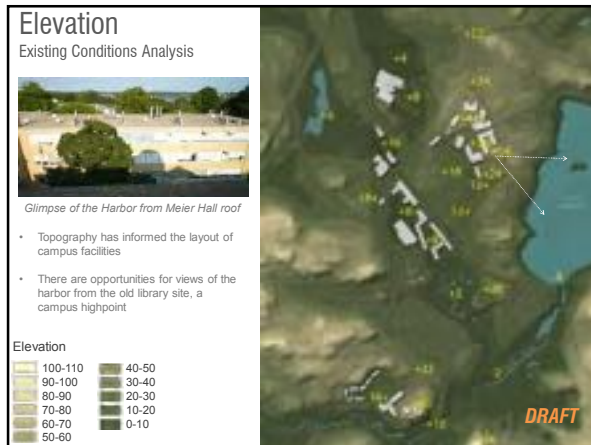 Elevation
Existing Conditions Analysis
Glimpse of the Harbor from Meier Hall roof
• Topography has informed the layout of
campus facilities
• There are opportunities for views of the
harbor from the old library site, a
campus highpoint
Elevation
100-110
90-100
80-90
70-80
60-70
50-60
40-50
30-40
20-30
10-20
0-10
DRAFT